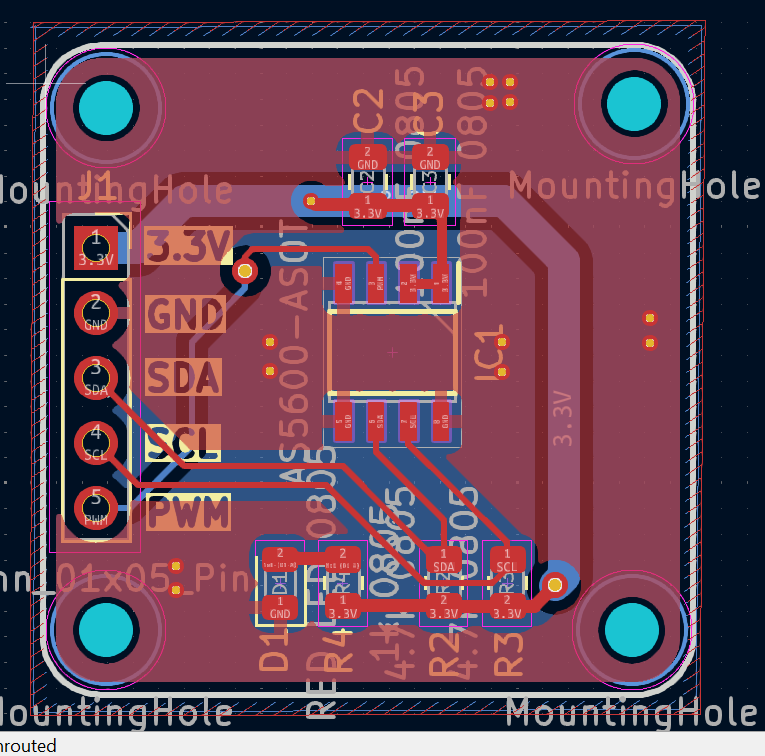 C2
C3
0805
0805
2
GND
2
GND
1
3.3V
1
3.3V
MountingHole
MountingHole
J1
1
3.3V
3.3V
2
GND
GND
3
SDA
SDA
4
SCL
SCL
5
PWM
PWM
100nF
100nF
AS5600-ASOT
IC1
3.3V
0805
0805
0805
2
D1
1
GND
2
R4
1
3.3V
1
SDA
R2
2
3.3V
1
SCL
R3
2
3.3V
D1
R4
R2
R3
RED
1k
4.7k
4.7k
nn_01x05_Pin
MountingHole
MountingHole
nrouted